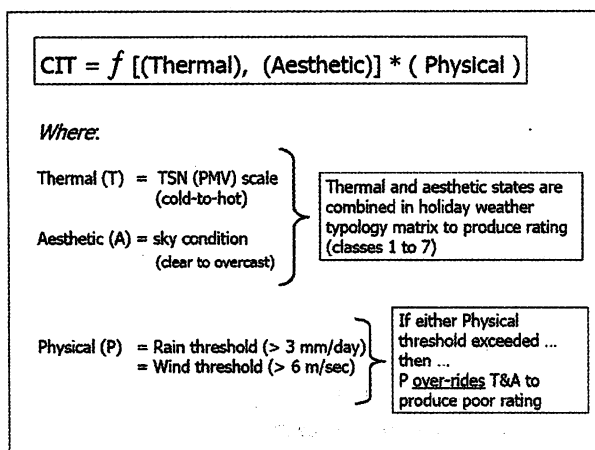 CIT = f [(Thermal), (Aesthetic)] * ( Physical )
Where:
Thermal (T) = TSN (PMV) scale
(cold-to-hot)
Aesthetic (A) = sky condition
(clear to overcast)
Thermal and aesthetic states are
combined in holiday weather
typology matrix to produce rating
(classes 1 to 7)
Physical (P) = Rain threshold (> 3 mm/day)
= Wind threshold (> 6 m/sec)
If either Physical
threshold exceeded ...
then ...
P over-rides T&A to
produce poor rating